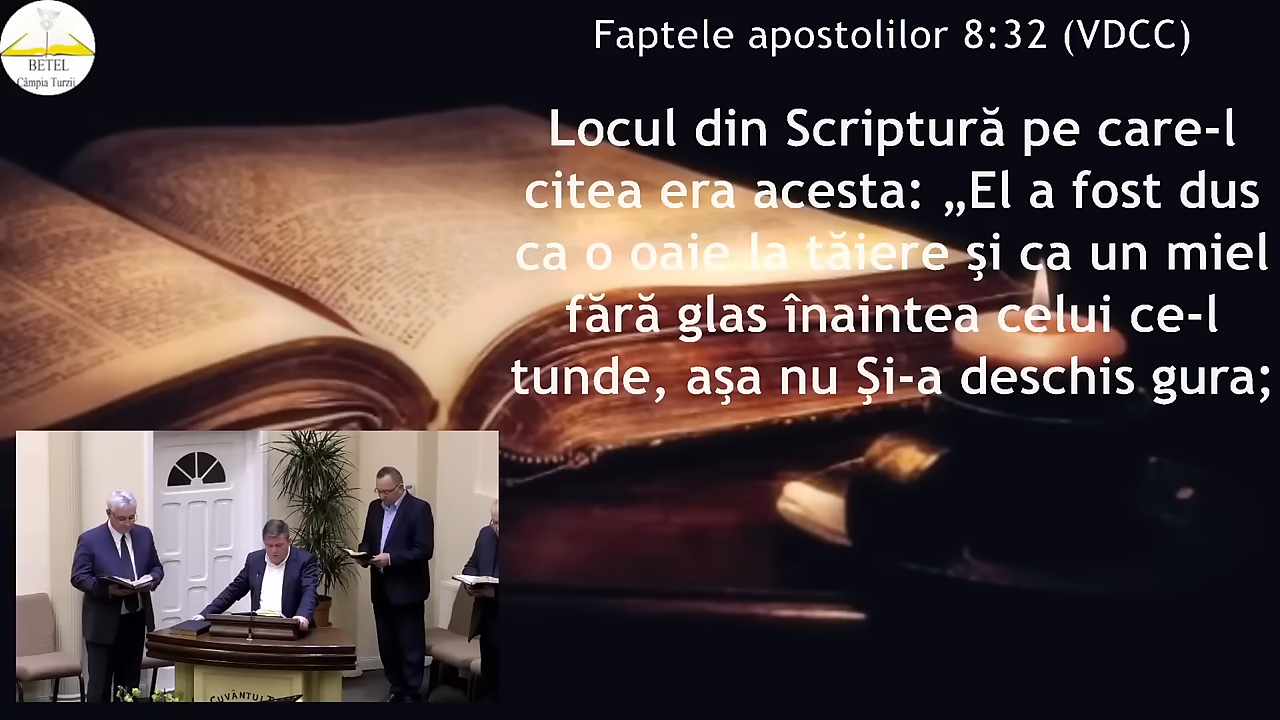 BETEL
Câmpia Turzii
Faptele apostolilor 8:32 (VDCC)
Locul din Scriptură pe care-l
citea era acesta: „El a fost dus
ca o oaie la tăiere şi ca un miel
fără glas înaintea celui ce-l
tunde, aşa nu Şi-a deschis gura;
CUVÂNTUL